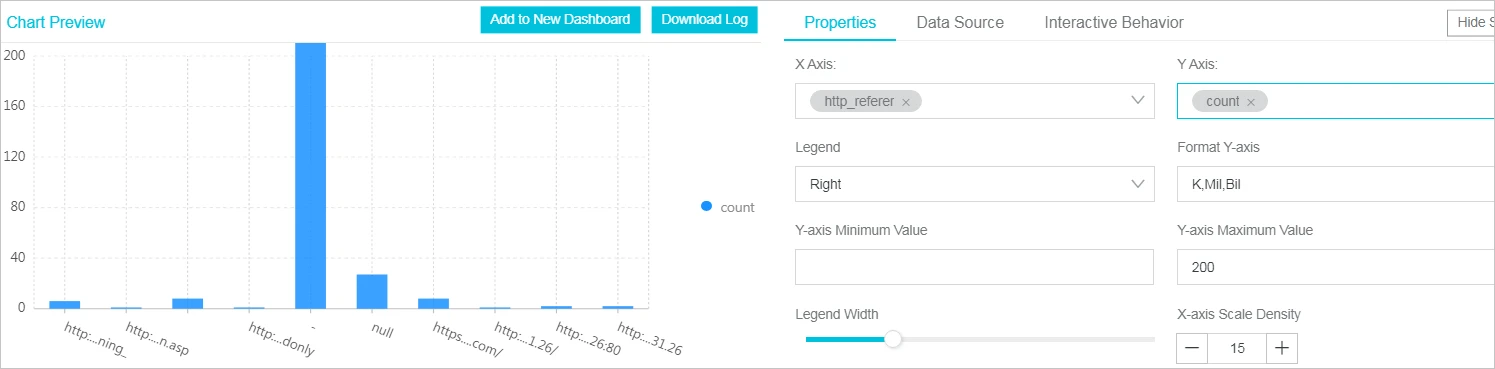 Chart Preview
Add to New Dashboard
Download Log
200
160
120
80
40
0
http:...ning_
http:...n.asp
http:...donly
-
null
https...com/
http:...1.26/
http:...26:80
http:...31.26
count
Properties
Data Source
Interactive Behavior
Hide S
X Axis:
http_referer ×
Y Axis:
count ×
Legend
Right
Format Y-axis
K,Mil,Bil
Y-axis Minimum Value
Y-axis Maximum Value
200
Legend Width
X-axis Scale Density
— 15 +